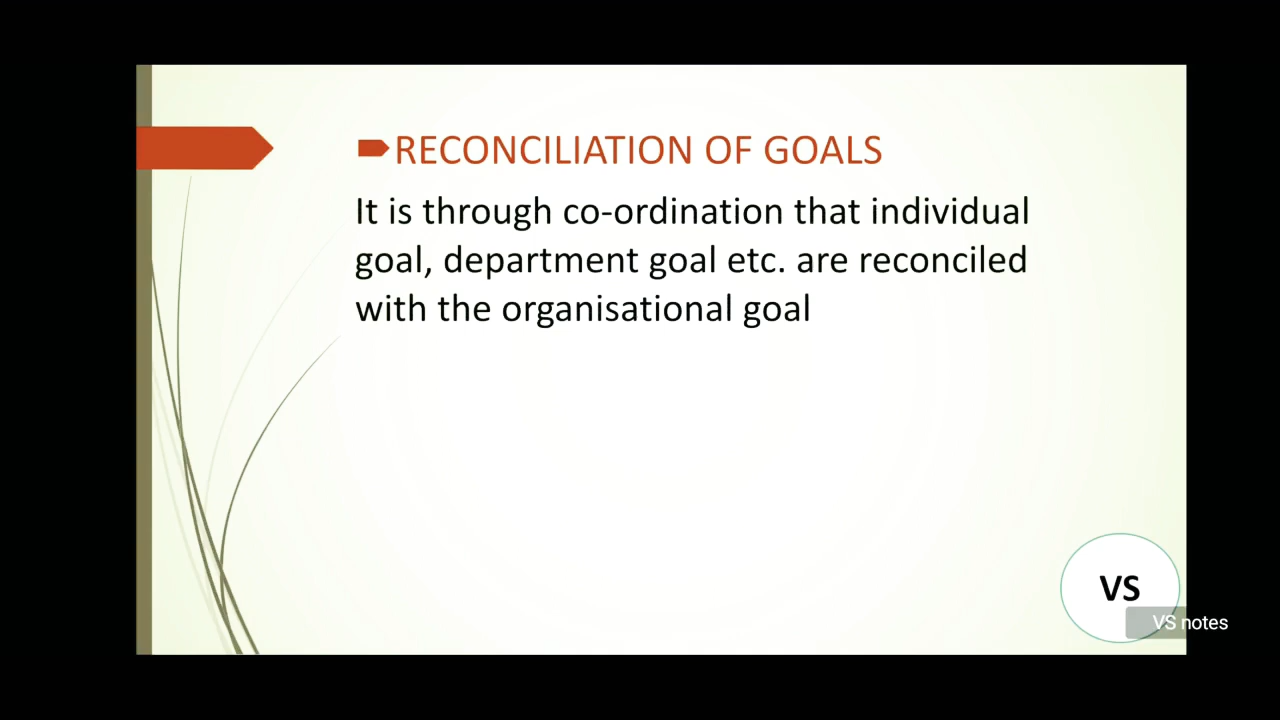 RECONCILIATION OF GOALS
It is through co-ordination that individual
goal, department goal etc. are reconciled
with the organisational goal
VS
VS notes